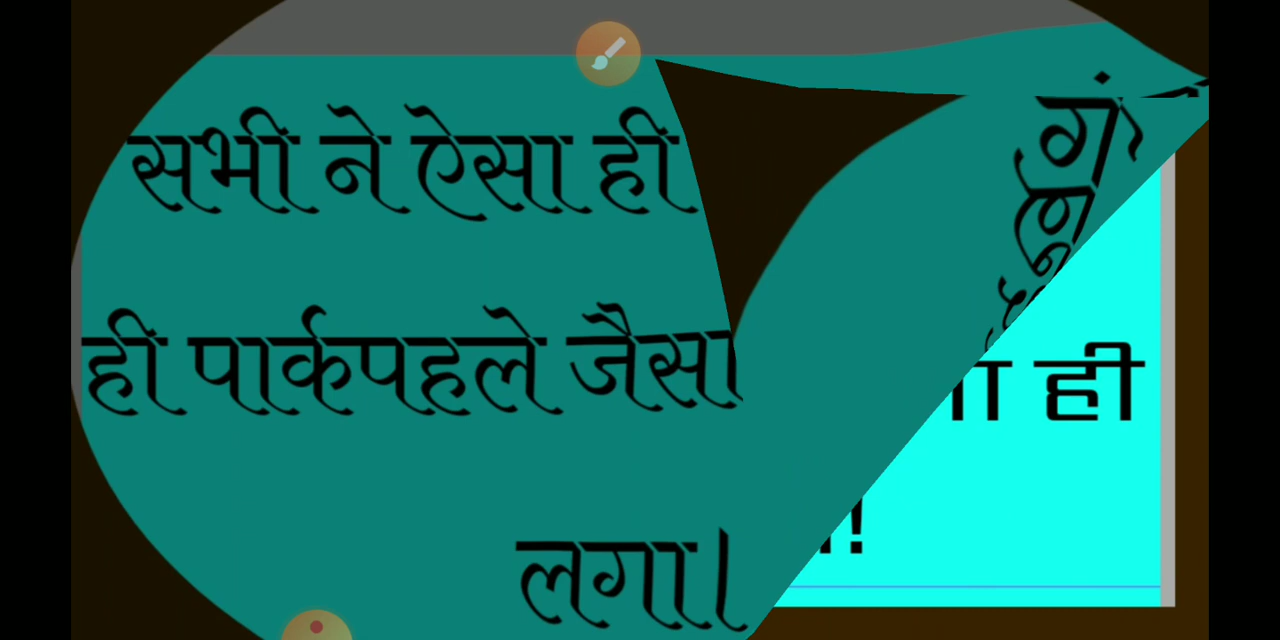 सभी ने ऐसा ही
ही पार्कपहले जैसा
लगा।
ही
!